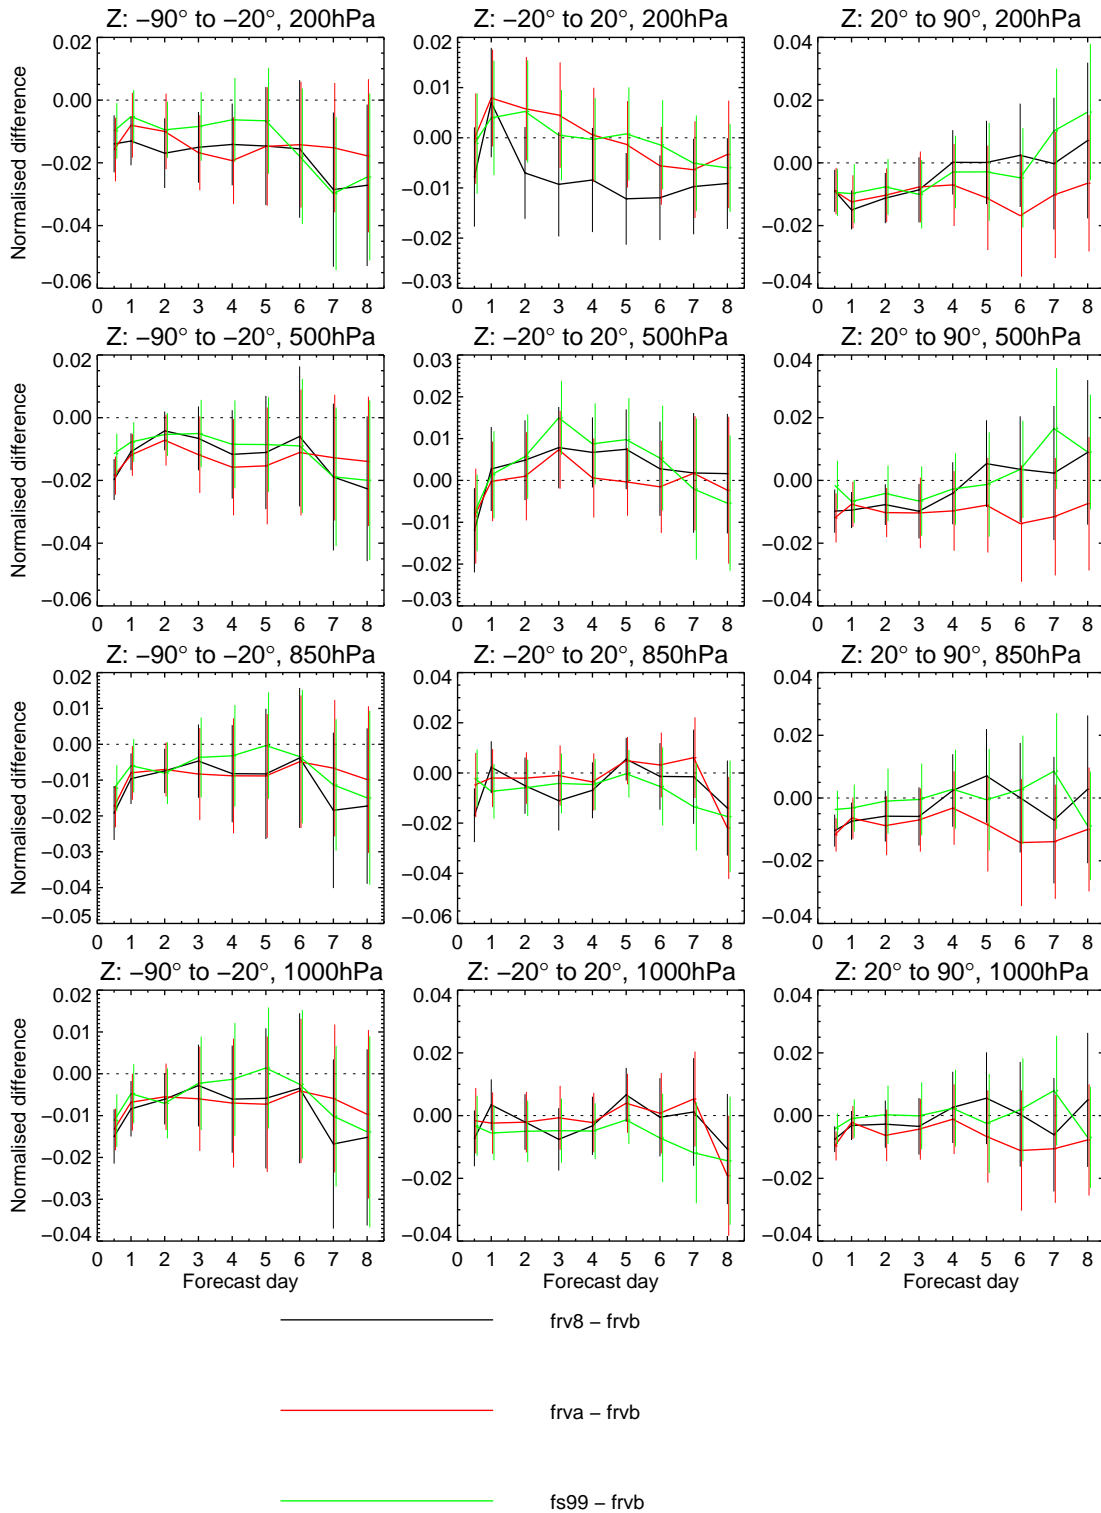 Z: −90° to −20°, 200hPa Z: −20° to 20°, 200hPa Z: 20° to 90°, 200hPa
Normalised difference
0.02
0.00
−0.02
−0.04
−0.06
0 1 2 3 4 5 6 7 8
0.02
0.01
0.00
−0.01
−0.02
−0.03
0 1 2 3 4 5 6 7 8
0.04
0.02
0.00
−0.02
−0.04
0 1 2 3 4 5 6 7 8
Z: −90° to −20°, 500hPa Z: −20° to 20°, 500hPa Z: 20° to 90°, 500hPa
Normalised difference
0.02
0.00
−0.02
−0.04
−0.06
0 1 2 3 4 5 6 7 8
0.03
0.02
0.01
0.00
−0.01
−0.02
−0.03
0 1 2 3 4 5 6 7 8
0.04
0.02
0.00
−0.02
−0.04
0 1 2 3 4 5 6 7 8
Z: −90° to −20°, 850hPa Z: −20° to 20°, 850hPa Z: 20° to 90°, 850hPa
Normalised difference
0.02
0.01
0.00
−0.01
−0.02
−0.03
−0.04
−0.05
0 1 2 3 4 5 6 7 8
0.04
0.02
0.00
−0.02
−0.04
−0.06
0 1 2 3 4 5 6 7 8
0.04
0.02
0.00
−0.02
−0.04
0 1 2 3 4 5 6 7 8
Z: −90° to −20°, 1000hPa Z: −20° to 20°, 1000hPa Z: 20° to 90°, 1000hPa
Normalised difference
0.02
0.01
0.00
−0.01
−0.02
−0.03
−0.04
0 1 2 3 4 5 6 7 8
Forecast day
0.04
0.02
0.00
−0.02
−0.04
0 1 2 3 4 5 6 7 8
Forecast day
0.04
0.02
0.00
−0.02
−0.04
0 1 2 3 4 5 6 7 8
Forecast day
frv8 − frvb
frva − frvb
fs99 − frvb